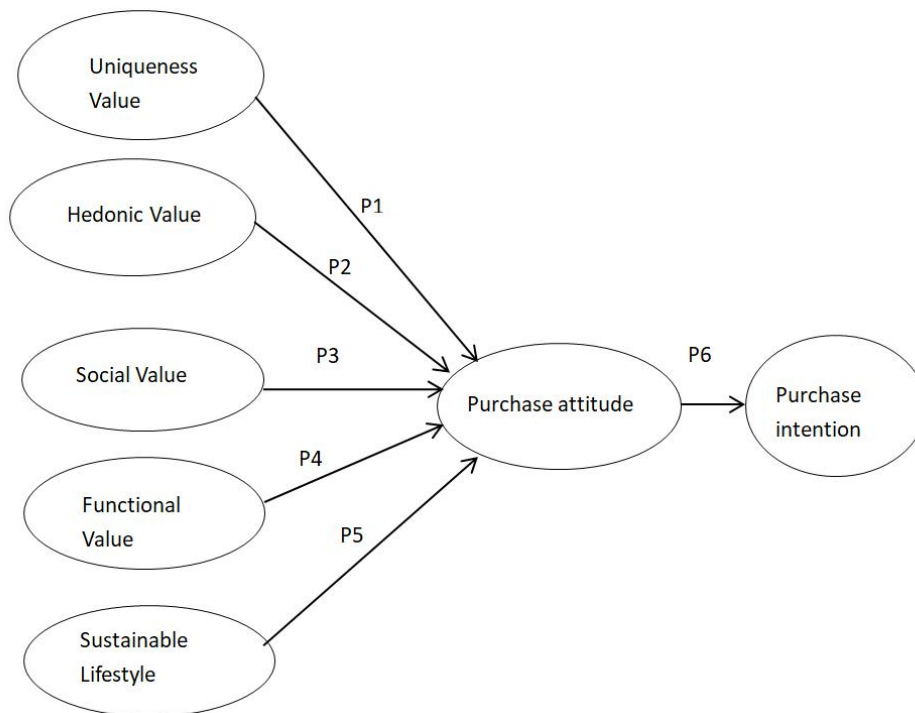 Uniqueness
Value
P1
Hedonic Value
P2
Social Value
P3
Purchase attitude
P6
Purchase
intention
P4
Functional
Value
P5
Sustainable
Lifestyle